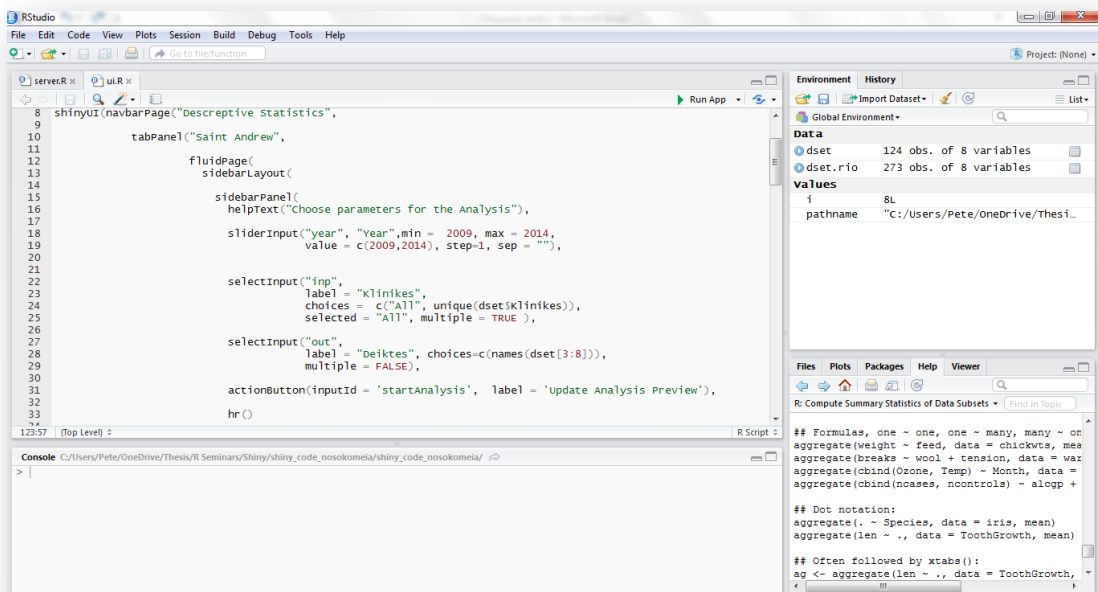 RStudio
File Edit Code View Plots Session Build Debug Tools Help
Go to file/function
Project: (None)
server.R × ui.R ×
Run App
8 shinyUI(navbarPage("Descreptive Statistics",
9
10 tabPanel("Saint Andrew",
11
12 fluidPage(
13 sidebarLayout(
14
15 sidebarPanel(
16 helpText("Choose parameters for the Analysis"),
17
18 sliderInput("year", "Year",min = 2009, max = 2014,
19 value = c(2009,2014), step=1, sep = ""),
20
21
22 selectInput("inp",
23 label = "Klinikes",
24 choices = c("All", unique(dset$Klinikes)),
25 selected = "All", multiple = TRUE ),
26
27 selectInput("out",
28 label = "Deiktes", choices=c(names(dset[3:8])),
29 multiple = FALSE),
30
31 actionButton(inputId = 'startAnalysis', label = 'Update Analysis Preview'),
32
33 hr()
123:57 (Top Level) R Script
Console C:/Users/Pete/OneDrive/Thesis/R Seminars/Shiny/shiny_code_nosokomeia/shiny_code_nosokomeia/
>
Environment History
Import Dataset List
Global Environment
Data
dset 124 obs. of 8 variables
dset.rio 273 obs. of 8 variables
Values
i 8L
pathname "C:/Users/Pete/OneDrive/Thesi…
Files Plots Packages Help Viewer
R: Compute Summary Statistics of Data Subsets Find in Topic
## Formulas, one ~ one, one ~ many, many ~ on
aggregate(weight ~ feed, data = chickwts, mea
aggregate(breaks ~ wool + tension, data = war
aggregate(cbind(Ozone, Temp) ~ Month, data =
aggregate(cbind(ncases, ncontrols) ~ alcgp +
## Dot notation:
aggregate(. ~ Species, data = iris, mean)
aggregate(len ~ ., data = ToothGrowth, mean)
## Often followed by xtabs():
ag <- aggregate(len ~ ., data = ToothGrowth,